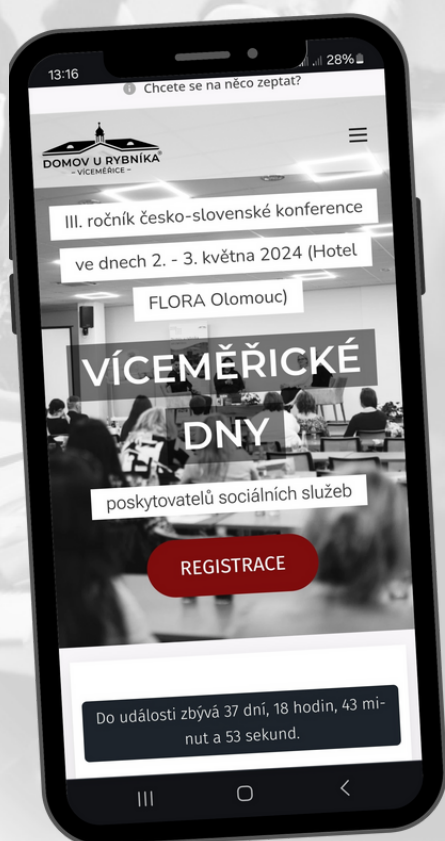 13:16 28%
Chcete se na něco zeptat?
DOMOV U RYBNÍKA
– VÍCEMĚŘICE –
III. ročník česko-slovenské konference
ve dnech 2. - 3. května 2024 (Hotel
FLORA Olomouc)
VÍCEMĚŘICKÉ
DNY
poskytovatelů sociálních služeb
REGISTRACE
Do události zbývá 37 dní, 18 hodin, 43 mi-
nut a 53 sekund.